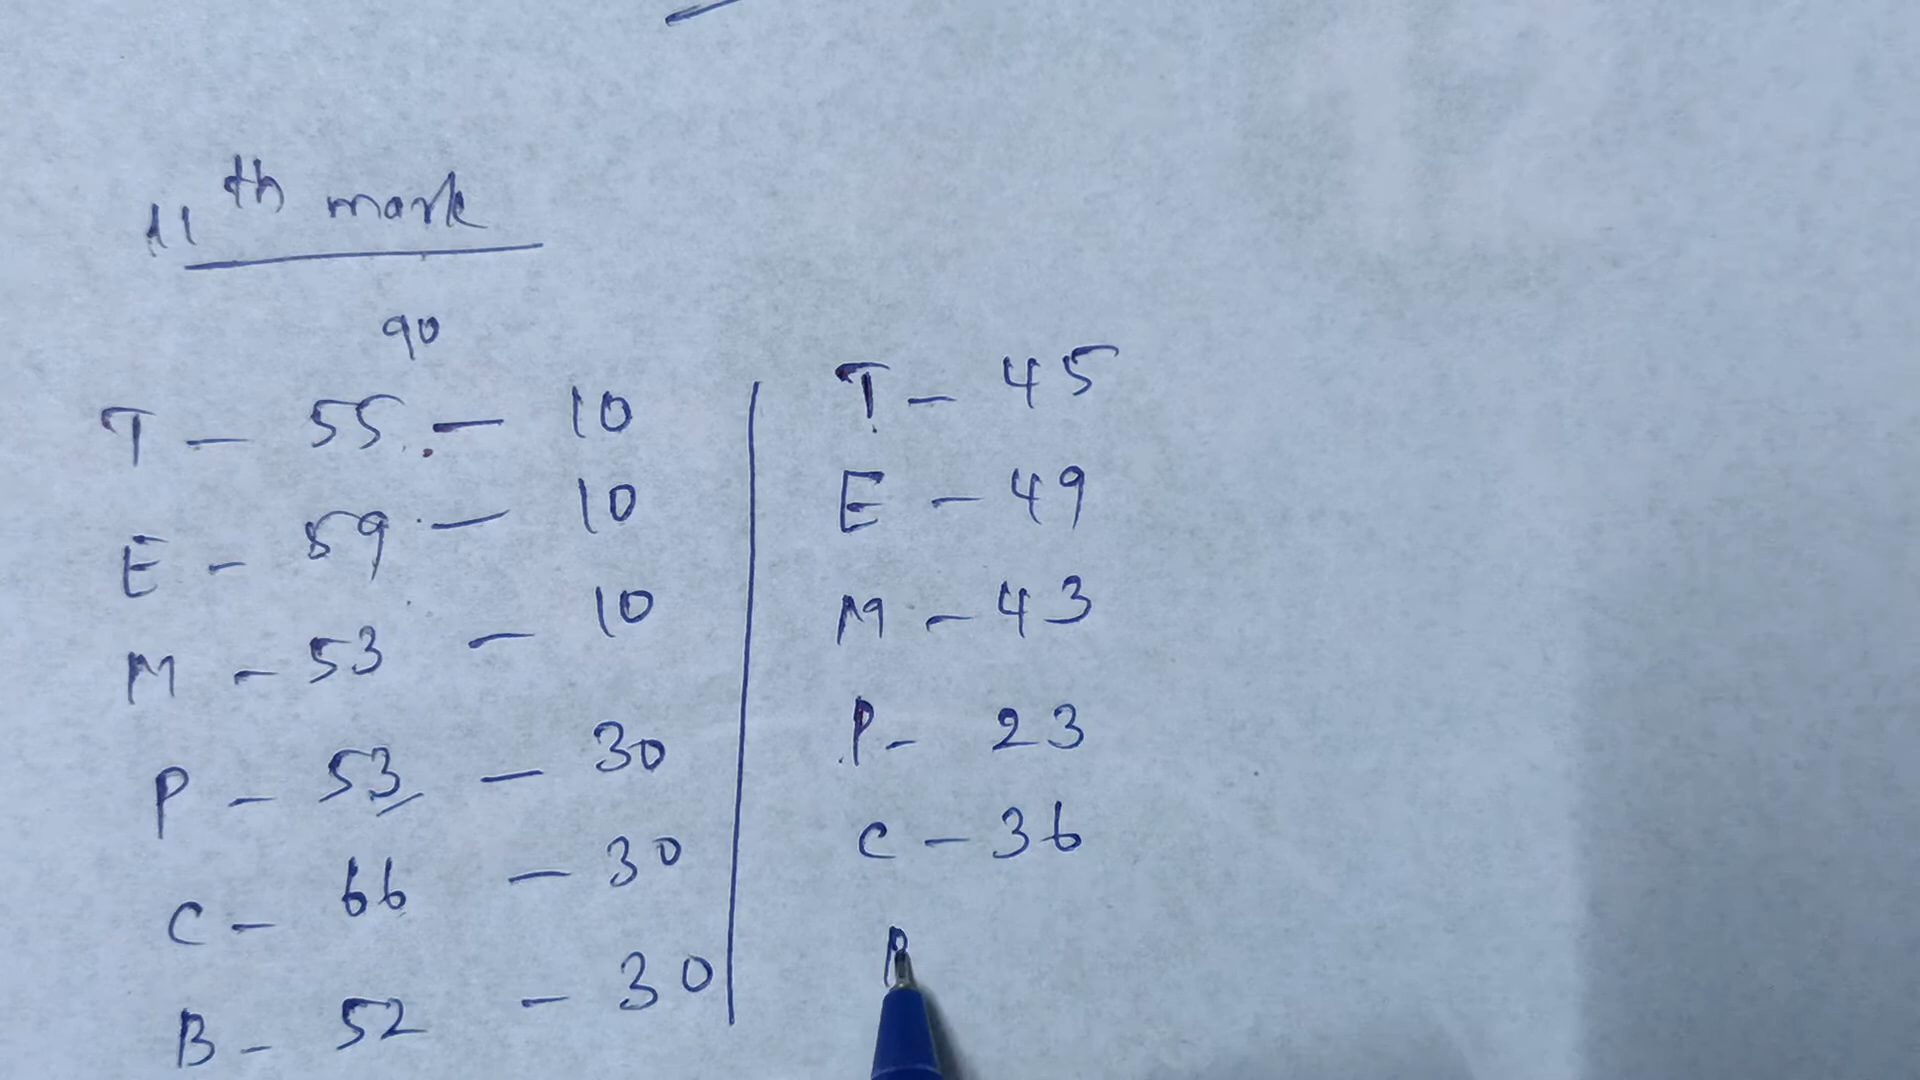 11th mark
90
T - 55 - 10
E - 59 - 10
M - 53 - 10
P - 53 - 30
C - 66 - 30
B - 52 - 30
T - 45
E - 49
M - 43
P - 23
C - 36